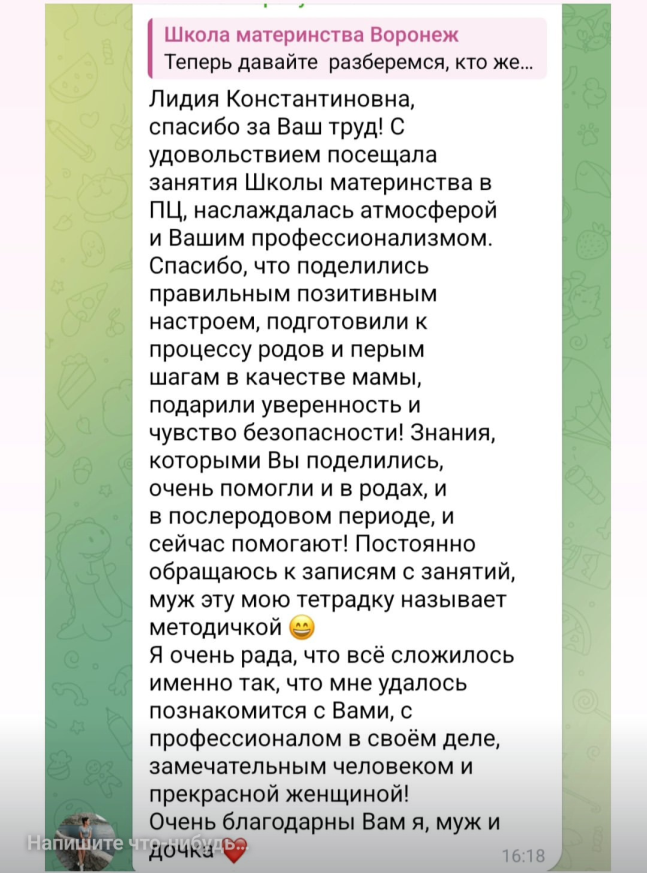 Школа материнства Воронеж
Теперь давайте разберемся, кто же...
Лидия Константиновна,
спасибо за Ваш труд! С
удовольствием посещала
занятия Школы материнства в
ПЦ, наслаждалась атмосферой
и Вашим профессионализмом.
Спасибо, что поделились
правильным позитивным
настроем, подготовили к
процессу родов и перым
шагам в качестве мамы,
подарили уверенность и
чувство безопасности! Знания,
которыми Вы поделились,
очень помогли и в родах, и
в послеродовом периоде, и
сейчас помогают! Постоянно
обращаюсь к записям с занятий,
муж эту мою тетрадку называет
методичкой 😄
Я очень рада, что всё сложилось
именно так, что мне удалось
познакомится с Вами, с
профессионалом в своём деле,
замечательным человеком и
прекрасной женщиной!
Очень благодарны Вам я, муж и
дочка ❤️
16:18
Напишите что-нибудь...